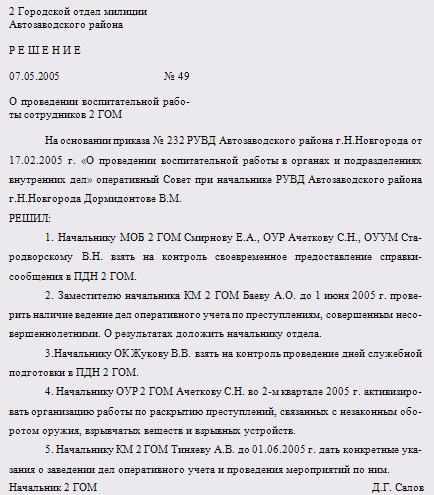 2 Городской отдел милиции
Автозаводского района
Р Е Ш Е Н И Е
07.05.2005 № 49
О проведении воспитательной рабо-
ты сотрудников 2 ГОМ
На основании приказа № 232 РУВД Автозаводского района г.Н.Новгорода от
17.02.2005 г. «О проведении воспитательной работы в органах и подразделениях
внутренних дел» оперативный Совет при начальнике РУВД Автозаводского района
г.Н.Новгорода Дормидонтове В.М.
РЕШИЛ:
1. Начальнику МОБ 2 ГОМ Смирнову Е.А., ОУР Ачеткову С.Н., ОУУМ Ста-
родворскому В.Н. взять на контроль своевременное предоставление справки-
сообщения в ПДН 2 ГОМ.
2. Заместителю начальника КМ 2 ГОМ Баеву А.О. до 1 июня 2005 г. прове-
рить наличие ведение дел оперативного учета по преступлениям, совершенным несо-
вершеннолетними. О результатах доложить начальнику отдела.
3.Начальнику ОК Жукову В.В. взять на контроль проведение дней служебной
подготовки в ПДН 2 ГОМ.
4. Начальнику ОУР 2 ГОМ Ачеткову С.Н. во 2-м квартале 2005 г. активизиро-
вать организацию работы по раскрытию преступлений, связанных с незаконным обо-
ротом оружия, взрывчатых веществ и взрывных устройств.
5. Начальнику КМ 2 ГОМ Тиняеву А.В. до 01.06.2005 г. дать конкретные ука-
зания о заведении дел оперативного учета и проведения мероприятий по ним.
Начальник 2 ГОМ Д.Г. Салов